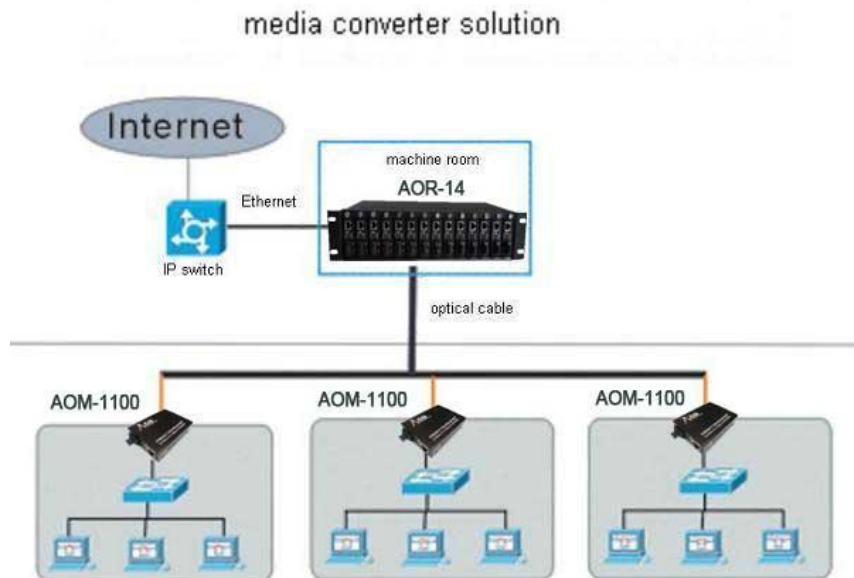 media converter solution
Internet
machine room
AOR-14
Ethernet
IP switch
optical cable
AOM-1100
AOM-1100
AOM-1100